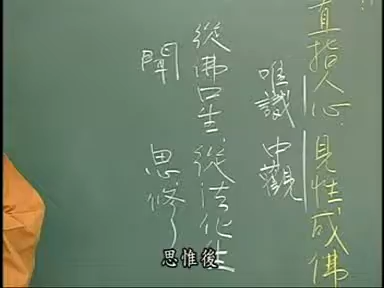 直指人心,見性成佛
唯識 中觀
從佛口生,從法化生
聞 思修
思惟後